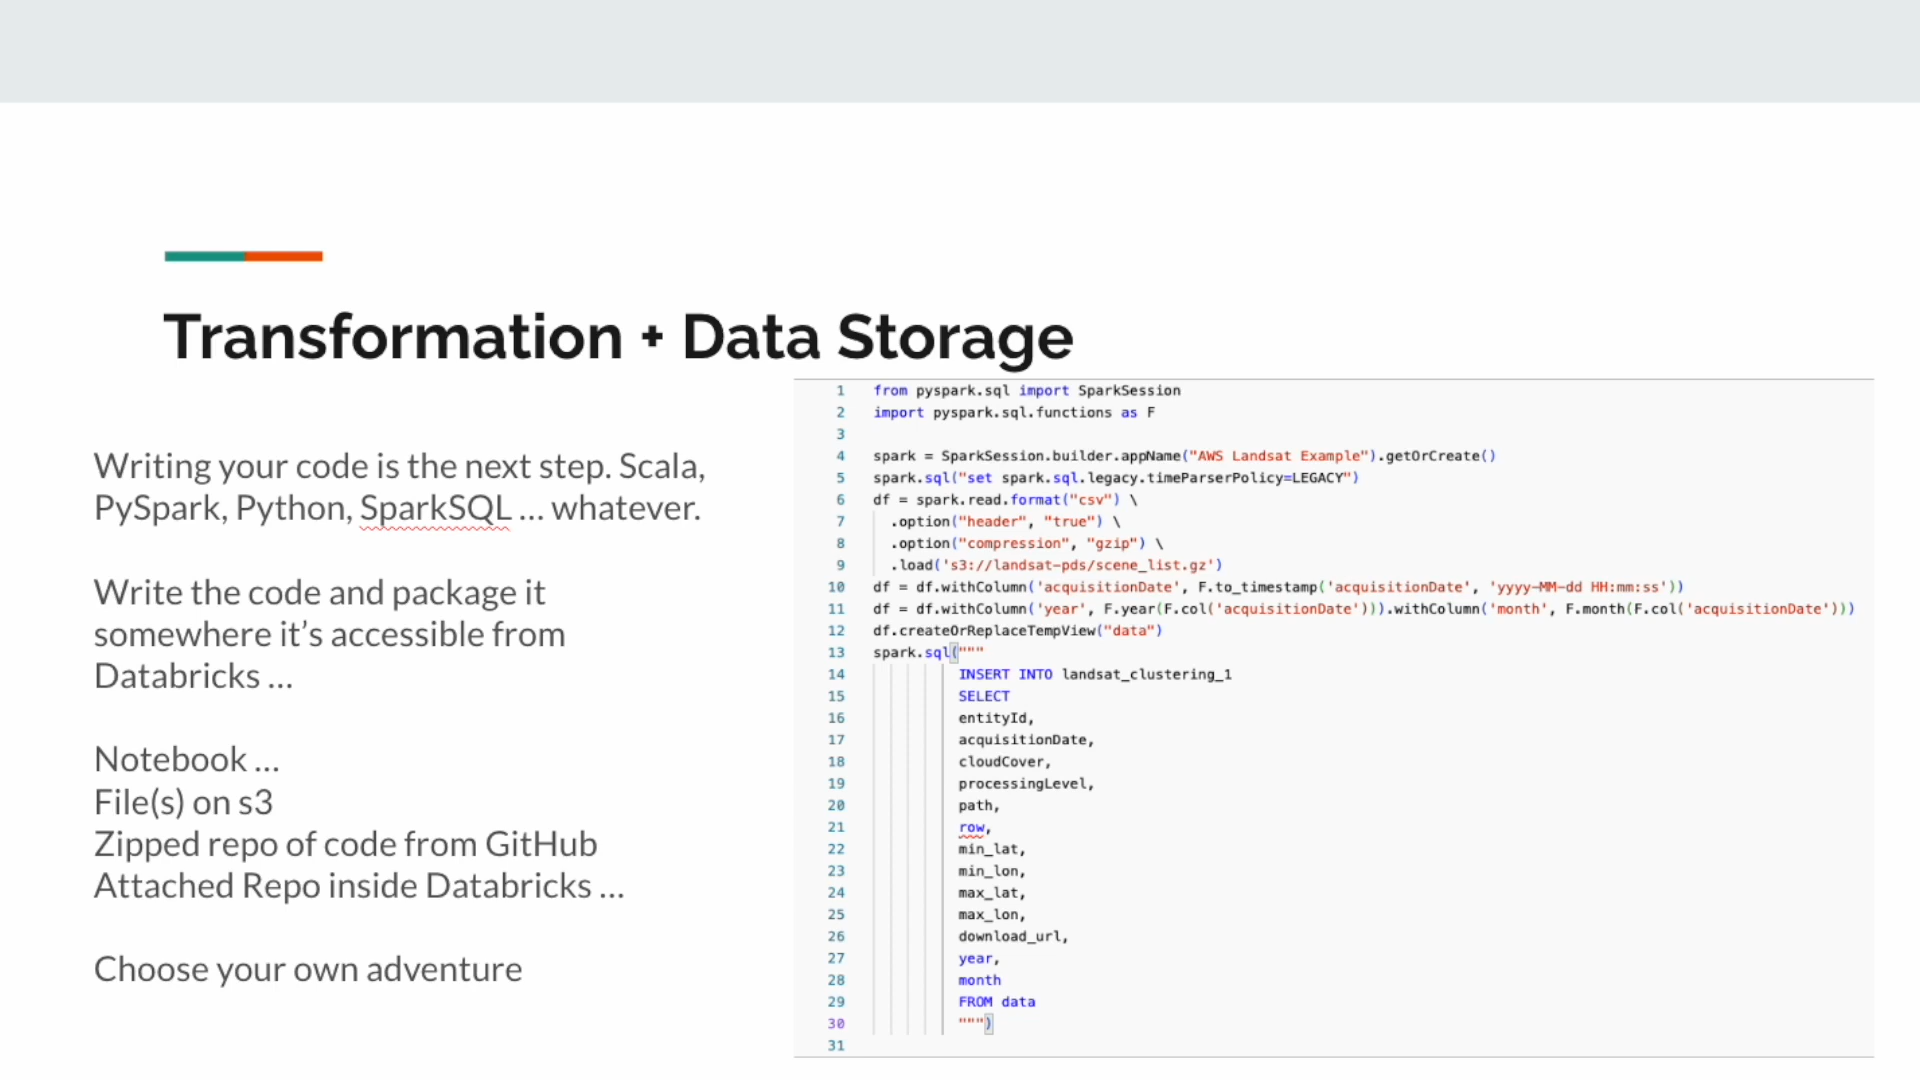 Transformation + Data Storage
Writing your code is the next step. Scala,
PySpark, Python, SparkSQL ... whatever.
Write the code and package it
somewhere it's accessible from
Databricks ...
Notebook ...
File(s) on s3
Zipped repo of code from GitHub
Attached Repo inside Databricks ...
Choose your own adventure
1 from pyspark.sql import SparkSession
2 import pyspark.sql.functions as F
3
4 spark = SparkSession.builder.appName("AWS Landsat Example").getOrCreate()
5 spark.sql("set spark.sql.legacy.timeParserPolicy=LEGACY")
6 df = spark.read.format("csv") \
7 .option("header", "true") \
8 .option("compression", "gzip") \
9 .load('s3://landsat-pds/scene_list.gz')
10 df = df.withColumn('acquisitionDate', F.to_timestamp('acquisitionDate', 'yyyy-MM-dd HH:mm:ss'))
11 df = df.withColumn('year', F.year(F.col('acquisitionDate'))).withColumn('month', F.month(F.col('acquisitionDate')))
12 df.createOrReplaceTempView("data")
13 spark.sql("""
14 INSERT INTO landsat_clustering_1
15 SELECT
16 entityId,
17 acquisitionDate,
18 cloudCover,
19 processingLevel,
20 path,
21 row,
22 min_lat,
23 min_lon,
24 max_lat,
25 max_lon,
26 download_url,
27 year,
28 month
29 FROM data
30 """)
31